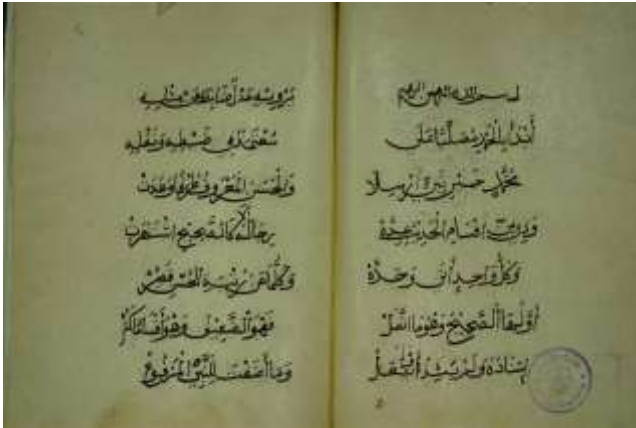 بسم الله الرحمن الرحيم
أبدأ بالحمد مصليا على
محمد خير نبي أرسلا
وذي من أقسام الحديث عدة
وكل واحد أتى وحده
أولها الصحيح وهو ما اتصل
إسناده ولم يشذ أو يعل
يرويه عدل ضابط عن مثله
معتمد في ضبطه ونقله
والحسن المعروف طرقا وغدت
رجاله لا كالصحيح اشتهرت
وكلما عن رتبة الحسن قصر
فهو الضعيف وهو أقساما كثر
وما أضيف للنبي المرفوع